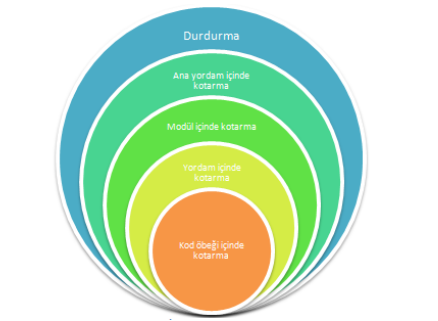 Durdurma
Ana yordam içinde
kotarma
Modül içinde kotarma
Yordam içinde
kotarma
Kod öbeği içinde
kotarma